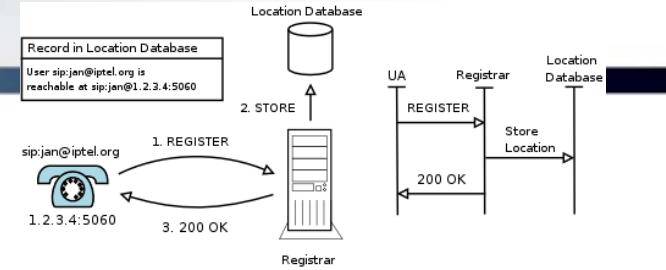 Location Database
Record in Location Database
User sip:jan@iptel.org is
reachable at sip:jan@1.2.3.4:5060
2. STORE
1. REGISTER
sip:jan@iptel.org
1.2.3.4:5060
3. 200 OK
Registrar
UA
Registrar
Location
Database
REGISTER
Store
Location
200 OK